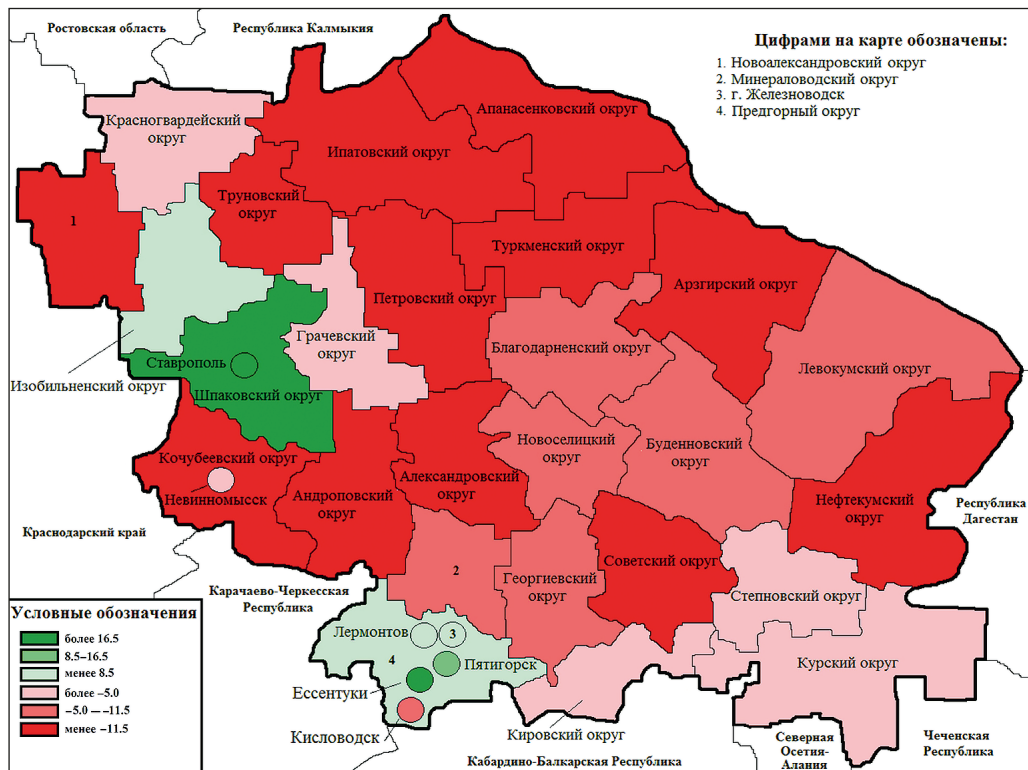 Ростовская область
Республика Калмыкия
Цифрами на карте обозначены:
1. Новоалександровский округ
2. Минераловодский округ
3. г. Железноводск
4. Предгорный округ
Апанасенковский округ
Красногвардейский
округ
Ипатовский округ
Труновский
округ
1
Туркменский округ
Арзгирский округ
Петровский округ
Грачевский
округ
Благодарненский округ
Ставрополь
Левокумский округ
Изобильненский округ
Шпаковский округ
Новоселицкий
округ
Буденновский
округ
Кочубеевский округ
Александровский
округ
Невинномысск
Андроповский
округ
Нефтекумский
округ
Республика
Дагестан
Краснодарский край
Советский округ
2
Георгиевский
округ
Карачаево-Черкесская
Республика
Степновский округ
Условные обозначения
более 16.5
8.5–16.5
менее 8.5
более –5.0
–5.0 — –11.5
менее –11.5
Лермонтов
3
4
Пятигорск
Курский округ
Ессентуки
Кисловодск
Кировский округ
Кабардино-Балкарская Республика
Северная
Осетия-
Алания
Чеченская
Республика